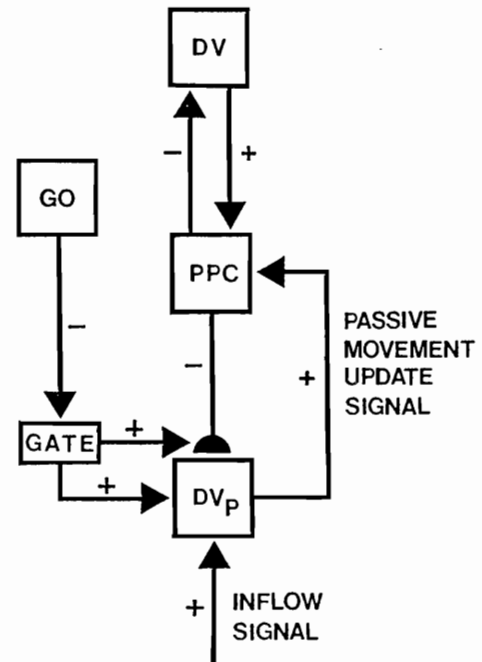 DV
−
+
GO
PPC
−
−
PASSIVE
MOVEMENT
UPDATE
SIGNAL
+
GATE
+
+
DVP
+
INFLOW
SIGNAL